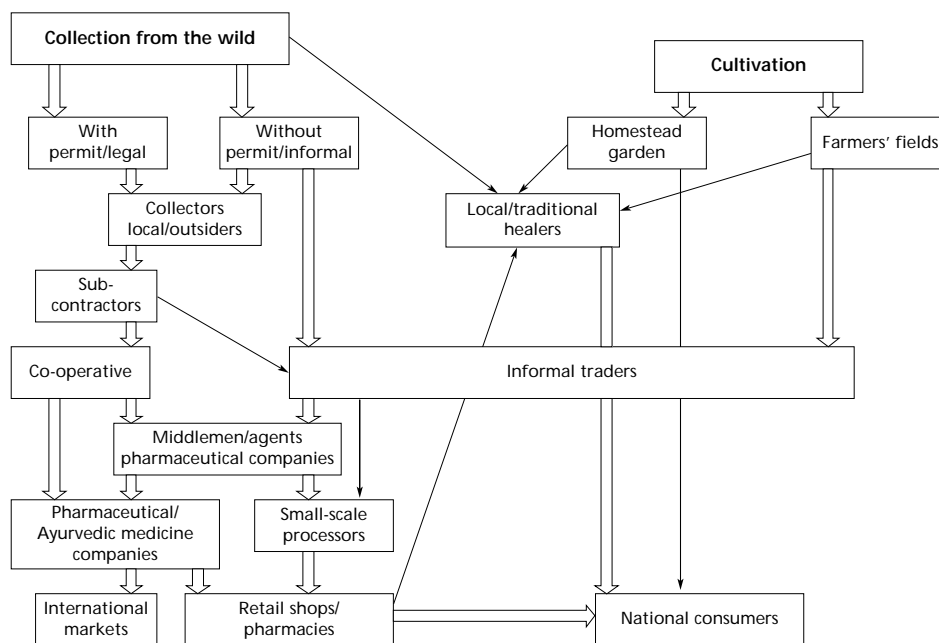 Collection from the wild
Cultivation
With
permit/legal
Without
permit/informal
Homestead
garden
Farmers’ fields
Collectors
local/outsiders
Local/traditional
healers
Sub-
contractors
Co-operative
Informal traders
Middlemen/agents
pharmaceutical companies
Pharmaceutical/
Ayurvedic medicine
companies
Small-scale
processors
International
markets
Retail shops/
pharmacies
National consumers